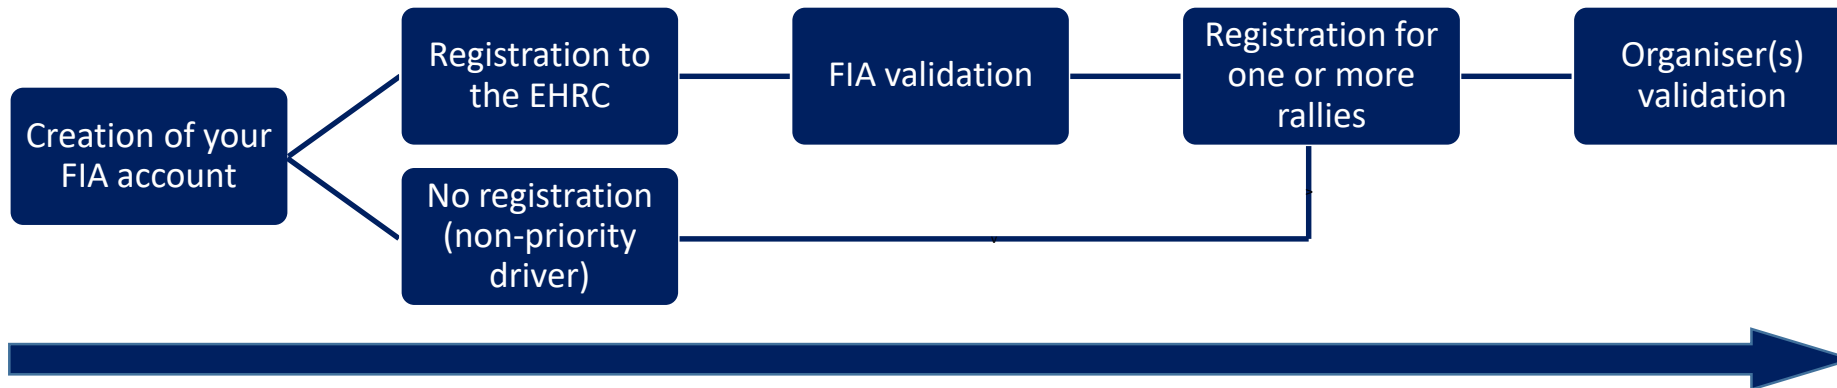 Creation of your
FIA account
Registration to
the EHRC
No registration
(non-priority
driver)
FIA validation
Registration for
one or more
rallies
Organiser(s)
validation